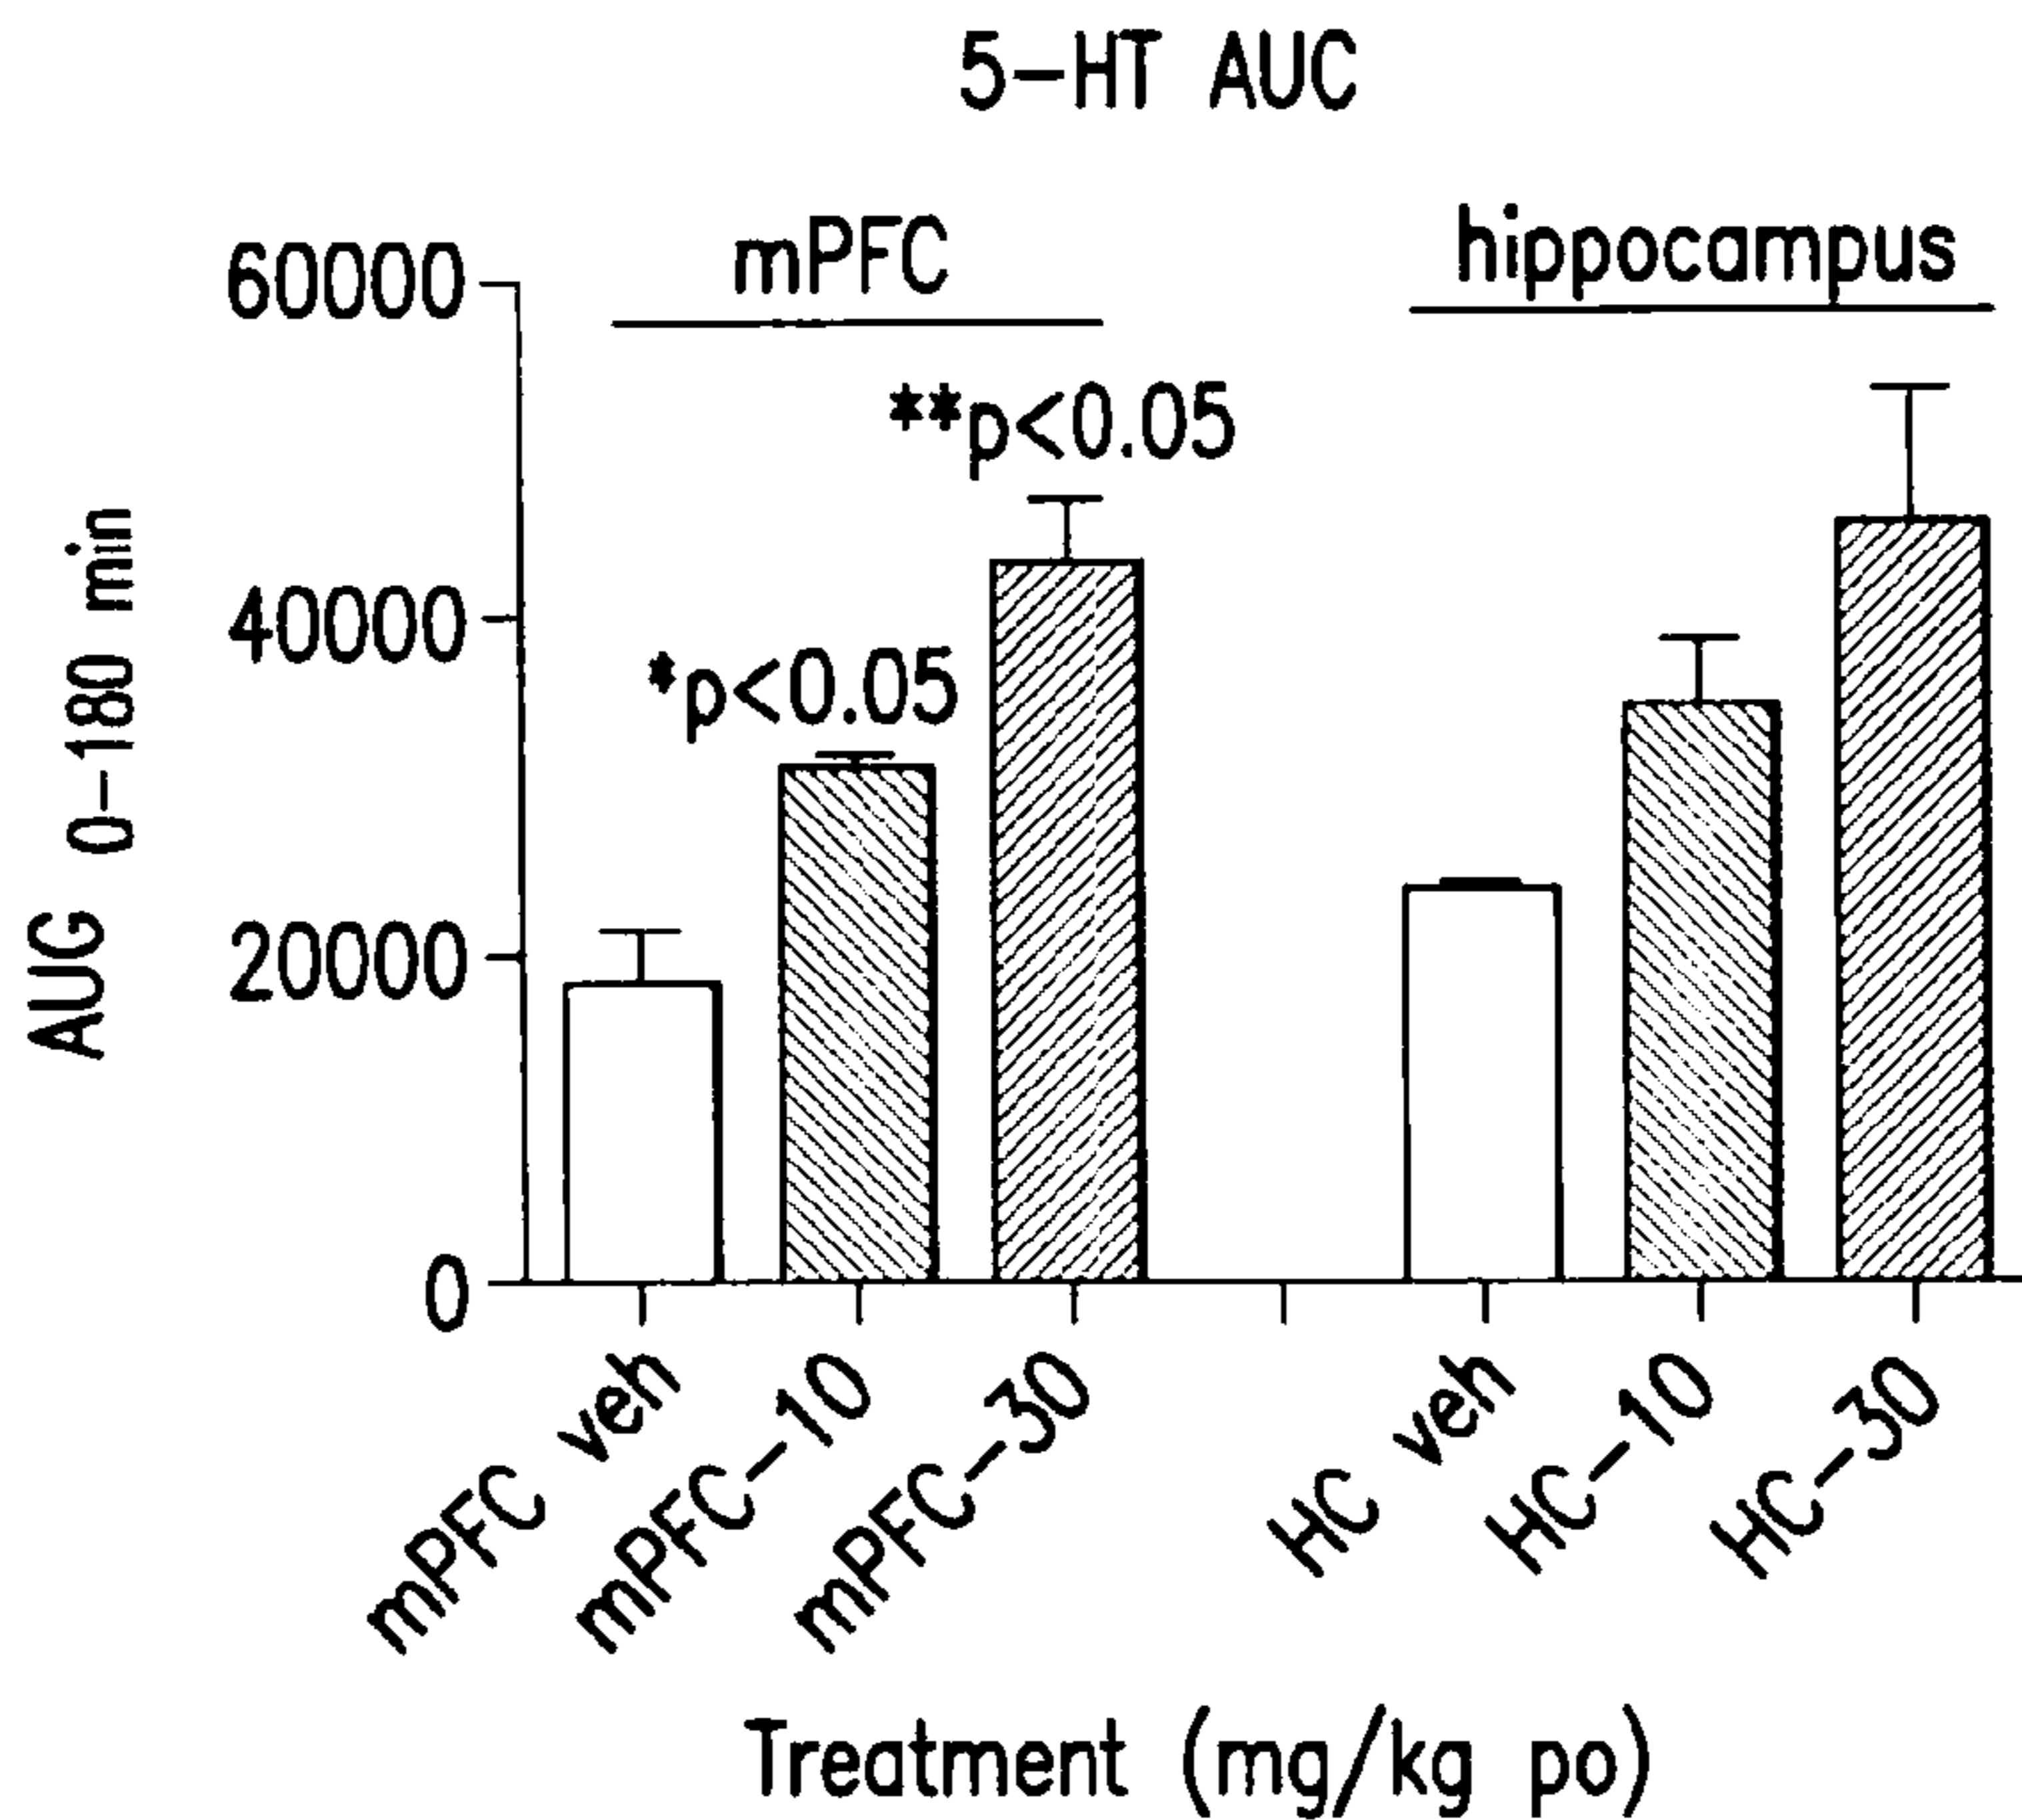 5-HT AUC
mPFC
hippocampus
60000
40000
20000
0
AUG 0-180 min
**p<0.05
*p<0.05
mPFC veh
mPFC-10
mPFC-30
HC veh
HC-10
HC-30
Treatment (mg/kg po)